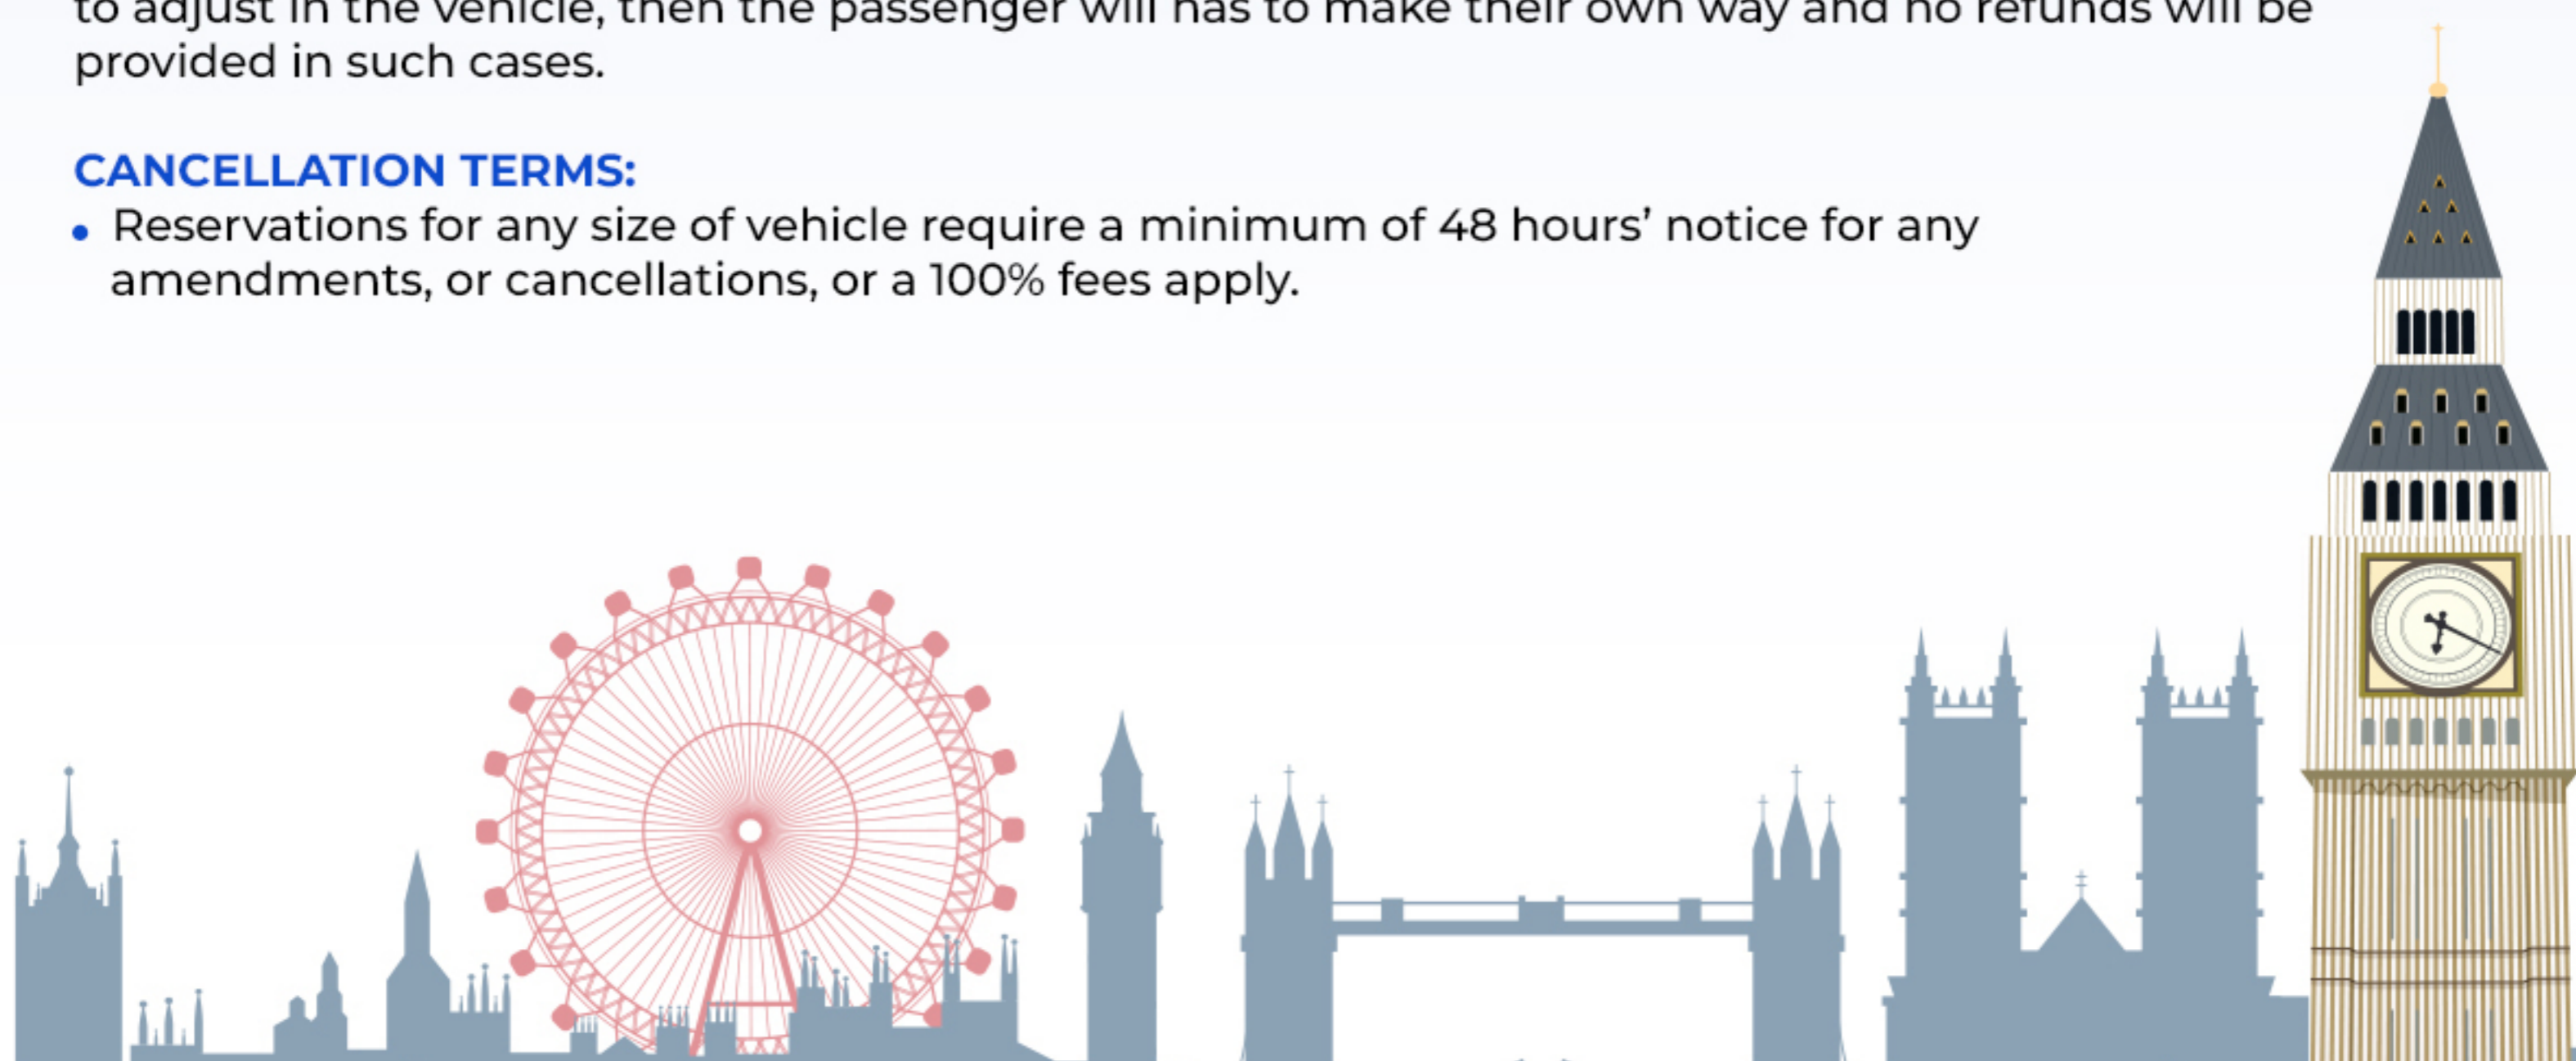 to adjust in the vehicle, then the passenger will has to make their own way and no refunds will be
provided in such cases.
CANCELLATION TERMS:
• Reservations for any size of vehicle require a minimum of 48 hours’ notice for any
amendments, or cancellations, or a 100% fees apply.